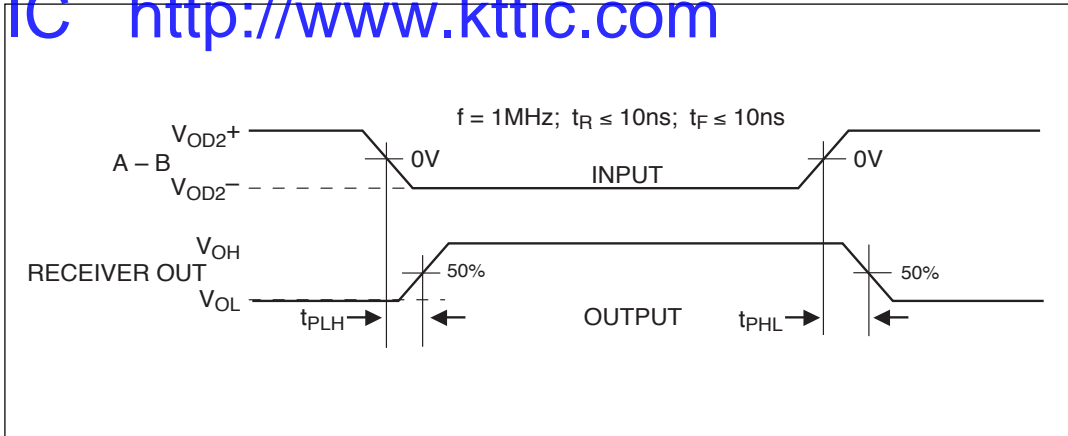 IC http://www.kttic.com
f = 1MHz; tR ≤ 10ns; tF ≤ 10ns
VOD2+
A – B
0V
0V
INPUT
VOD2–
VOH
RECEIVER OUT
50%
50%
VOL
tPLH
OUTPUT
tPHL